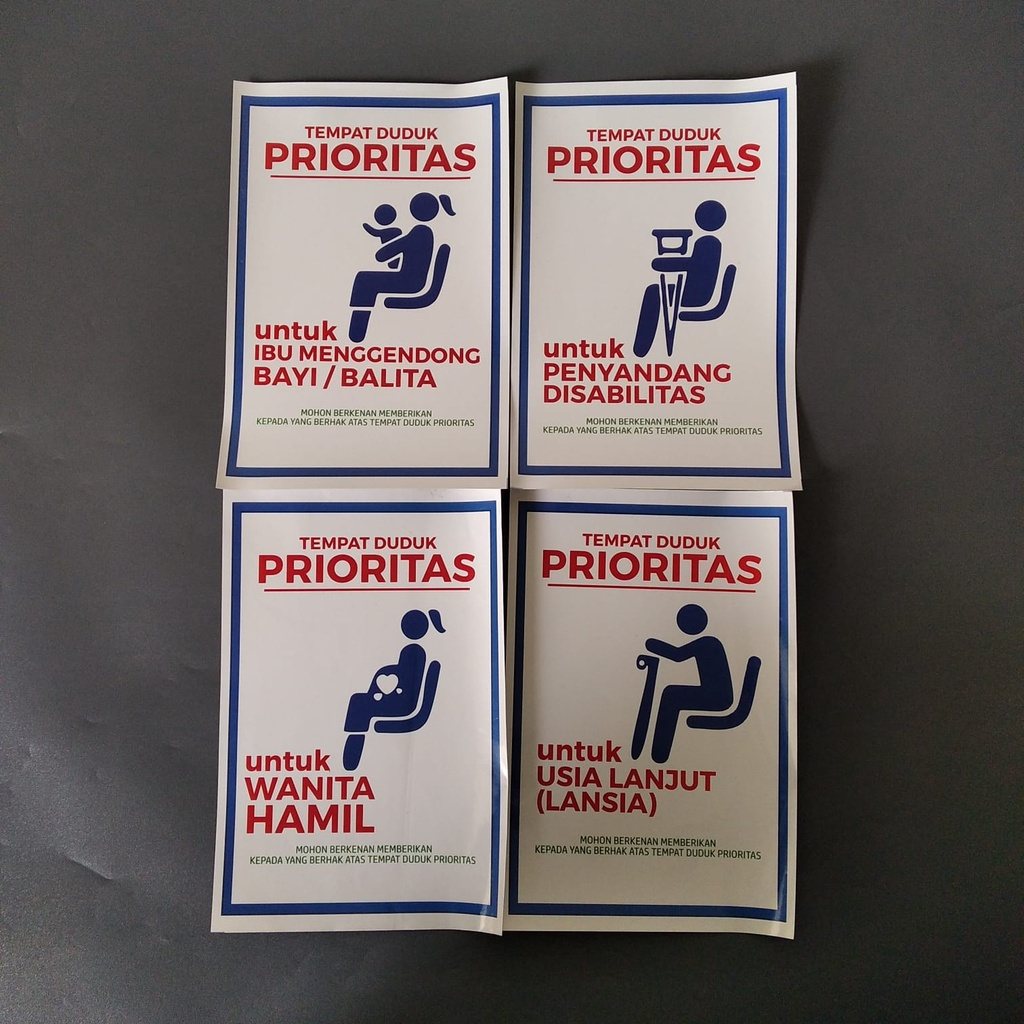 TEMPAT DUDUK
PRIORITAS
untuk
IBU MENGGENDONG
BAYI / BALITA
MOHON BERKENAN MEMBERIKAN
KEPADA YANG BERHAK ATAS TEMPAT DUDUK PRIORITAS
TEMPAT DUDUK
PRIORITAS
untuk
PENYANDANG
DISABILITAS
MOHON BERKENAN MEMBERIKAN
KEPADA YANG BERHAK ATAS TEMPAT DUDUK PRIORITAS
TEMPAT DUDUK
PRIORITAS
untuk
WANITA
HAMIL
MOHON BERKENAN MEMBERIKAN
KEPADA YANG BERHAK ATAS TEMPAT DUDUK PRIORITAS
TEMPAT DUDUK
PRIORITAS
untuk
USIA LANJUT
(LANSIA)
MOHON BERKENAN MEMBERIKAN
KEPADA YANG BERHAK ATAS TEMPAT DUDUK PRIORITAS